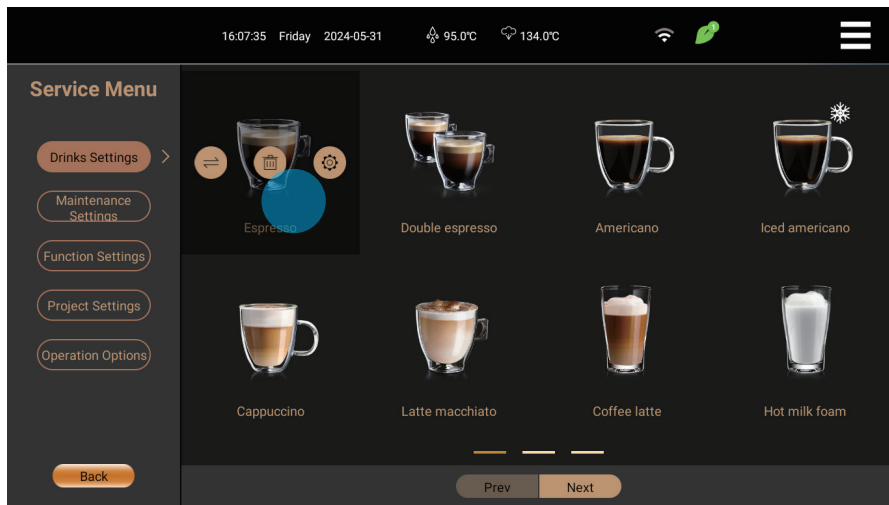 16:07:35 Friday 2024-05-31 95.0℃ 134.0℃
1
Service Menu
Drinks Settings
Maintenance
Settings
Function Settings
Project Settings
Operation Options
Back
Espresso
Double espresso
Americano
Iced americano
Cappuccino
Latte macchiato
Coffee latte
Hot milk foam
Prev
Next